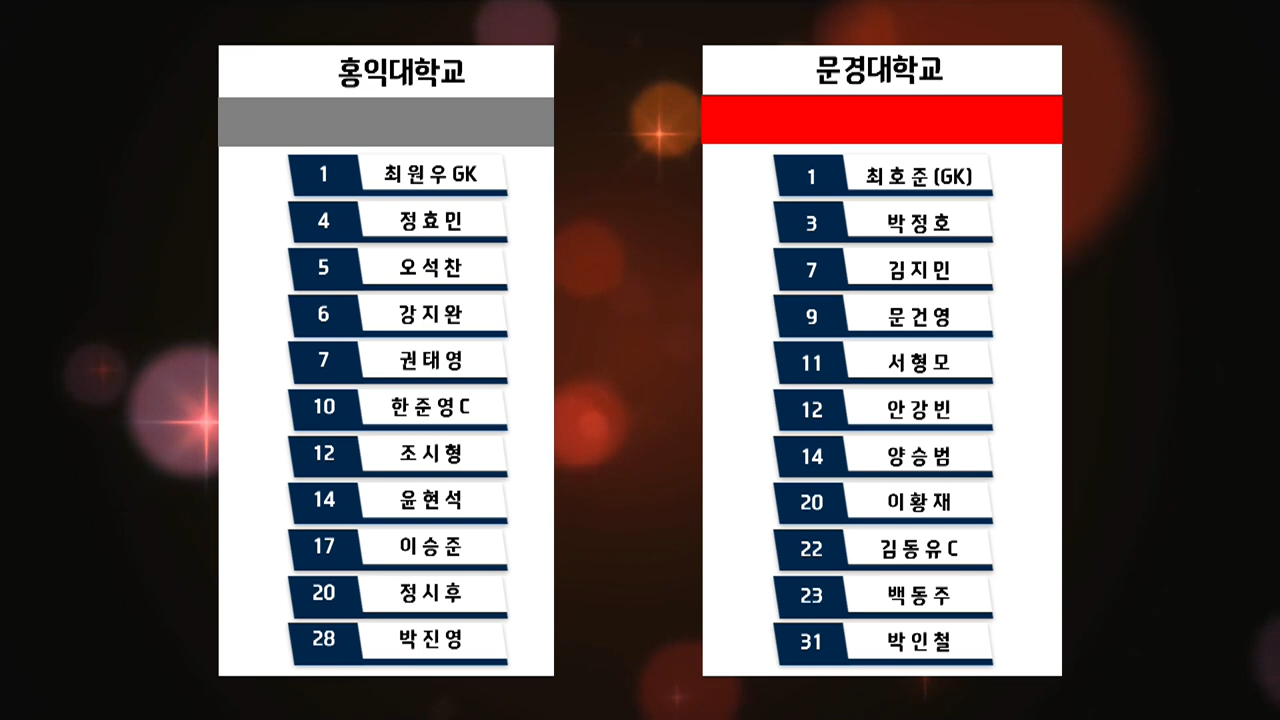 홍익대학교
1 최원우 GK
4 정효민
5 오석찬
6 강지완
7 권태영
10 한준영 C
12 조시형
14 윤현석
17 이승준
20 정시후
28 박진영
문경대학교
1 최호준 (GK)
3 박정호
7 김지민
9 문건영
11 서형모
12 안강빈
14 양승범
20 이황재
22 김동유 C
23 백동주
31 박인철